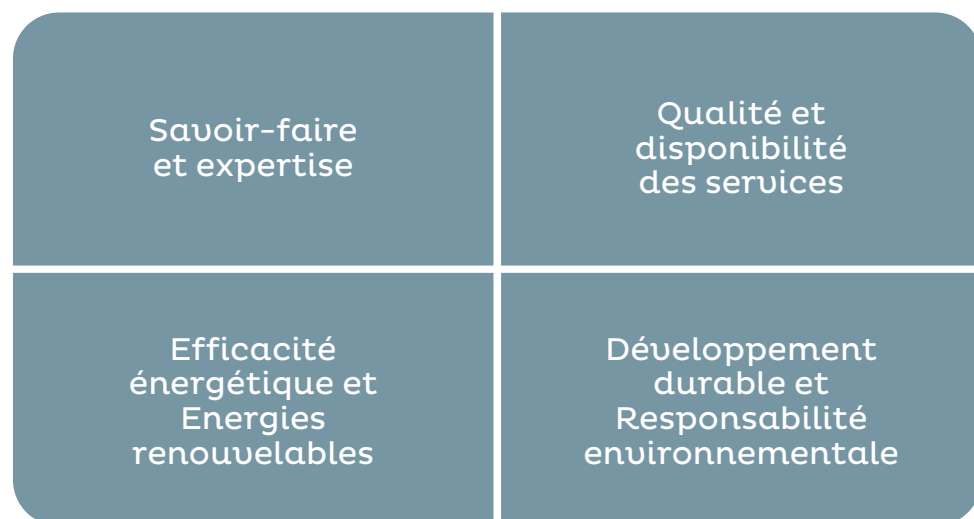 Savoir-faire
et expertise
Qualité et
disponibilité
des services
Efficacité
énergétique et
Energies
renouvelables
Développement
durable et
Responsabilité
environnementale